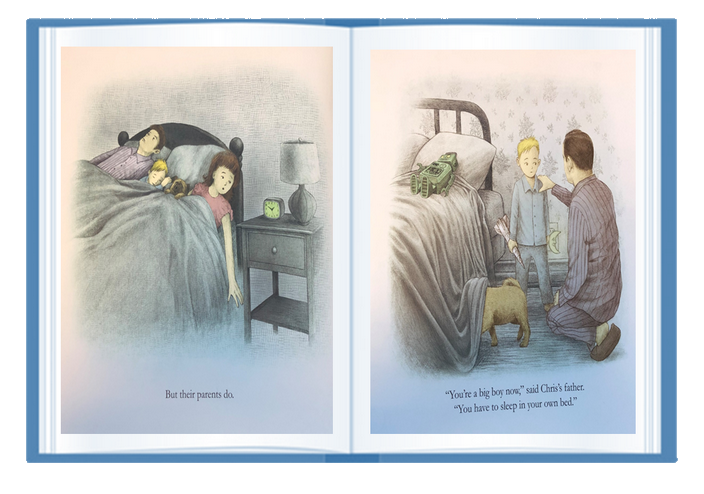 But their parents do.
“You’re a big boy now,” said Chris’s father.
“You have to sleep in your own bed.”